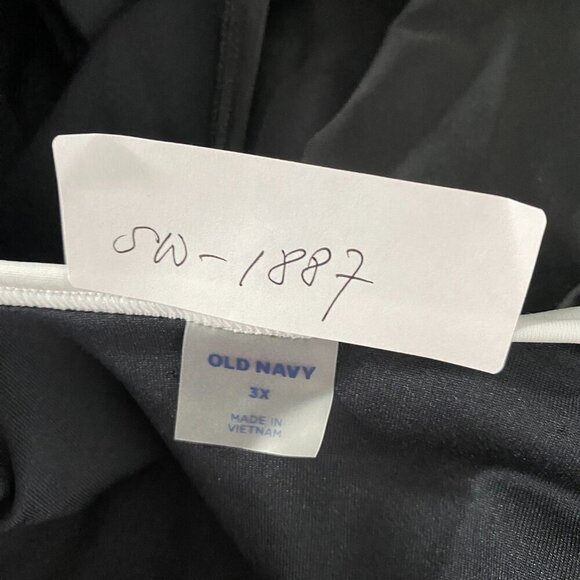 SW-1887
OLD NAVY
3X
MADE IN
VIETNAM